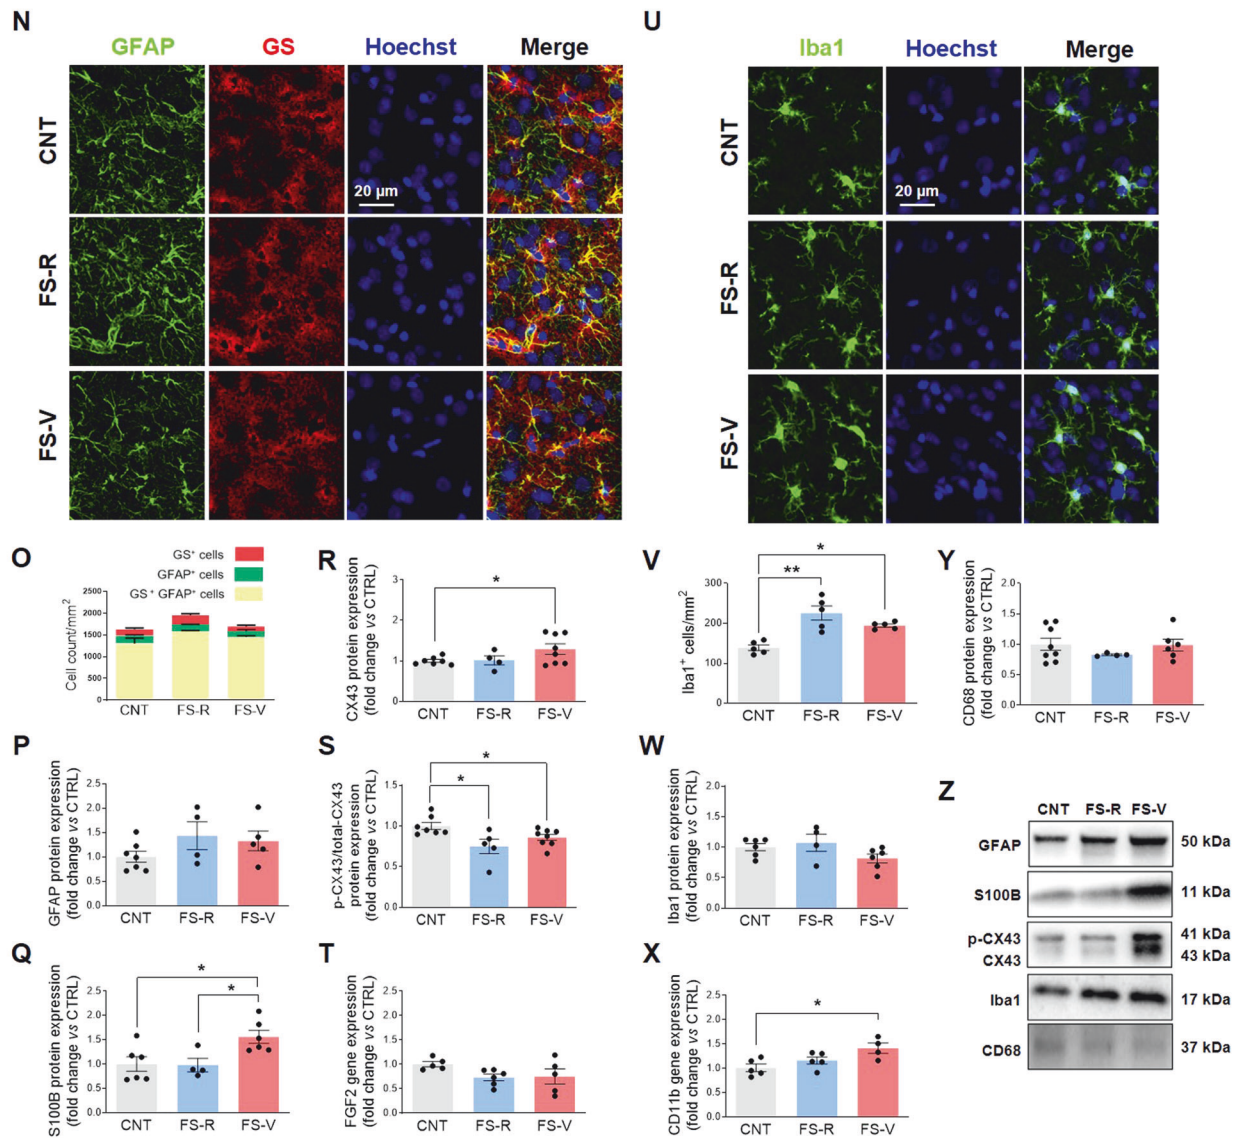 N
GFAP GS Hoechst Merge
CNT
20 µm
FS-R
FS-V
U
Iba1 Hoechst Merge
CNT
20 µm
FS-R
FS-V
O
GS⁺ cells
GFAP⁺ cells
GS⁺ GFAP⁺ cells
Cell count/mm²
2500
2000
1500
1000
500
0
CNT FS-R FS-V
R
CX43 protein expression
(fold change vs CTRL)
3
2
1
0
*
CNT FS-R FS-V
V
Iba1⁺ cells/mm²
300
200
100
0
*
**
CNT FS-R FS-V
Y
CD68 protein expression
(fold change vs CTRL)
2.0
1.5
1.0
0.5
0.0
CNT FS-R FS-V
P
GFAP protein expression
(fold change vs CTRL)
2.5
2.0
1.5
1.0
0.5
0.0
CNT FS-R FS-V
S
p-CX43/total-CX43
protein expression
(fold change vs CTRL)
1.5
1.0
0.5
0.0
*
*
CNT FS-R FS-V
W
Iba1 protein expression
(fold change vs CTRL)
2.0
1.5
1.0
0.5
0.0
CNT FS-R FS-V
Z
CNT FS-R FS-V
GFAP 50 kDa
S100B 11 kDa
p-CX43 41 kDa
CX43 43 kDa
Iba1 17 kDa
CD68 37 kDa
Q
S100B protein expression
(fold change vs CTRL)
2.5
2.0
1.5
1.0
0.5
0.0
*
*
CNT FS-R FS-V
T
FGF2 gene expression
(fold change vs CTRL)
2.5
2.0
1.5
1.0
0.5
0.0
CNT FS-R FS-V
X
CD11b gene expression
(fold change vs CTRL)
2.5
2.0
1.5
1.0
0.5
0.0
*
CNT FS-R FS-V